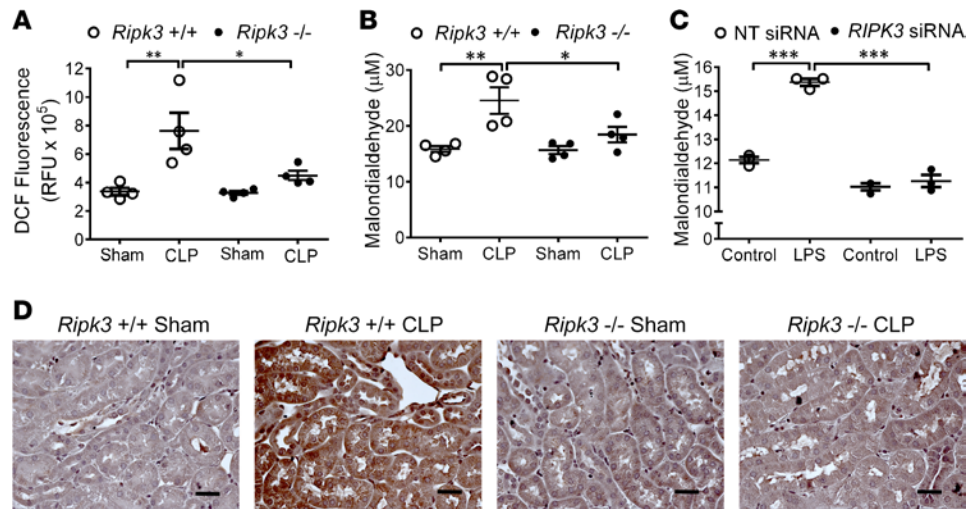 A
○ Ripk3 +/+ ● Ripk3 -/-
** *
DCF Fluorescence
(RFU x 10⁵)
12
10
8
6
4
2
0
Sham CLP Sham CLP
B
○ Ripk3 +/+ ● Ripk3 -/-
** *
Malondialdehyde (µM)
30
20
10
0
Sham CLP Sham CLP
C
○ NT siRNA ● RIPK3 siRNA
*** ***
Malondialdehyde (µM)
16
15
14
13
12
11
10
0
Control LPS Control LPS
D
Ripk3 +/+ Sham Ripk3 +/+ CLP Ripk3 -/- Sham Ripk3 -/- CLP